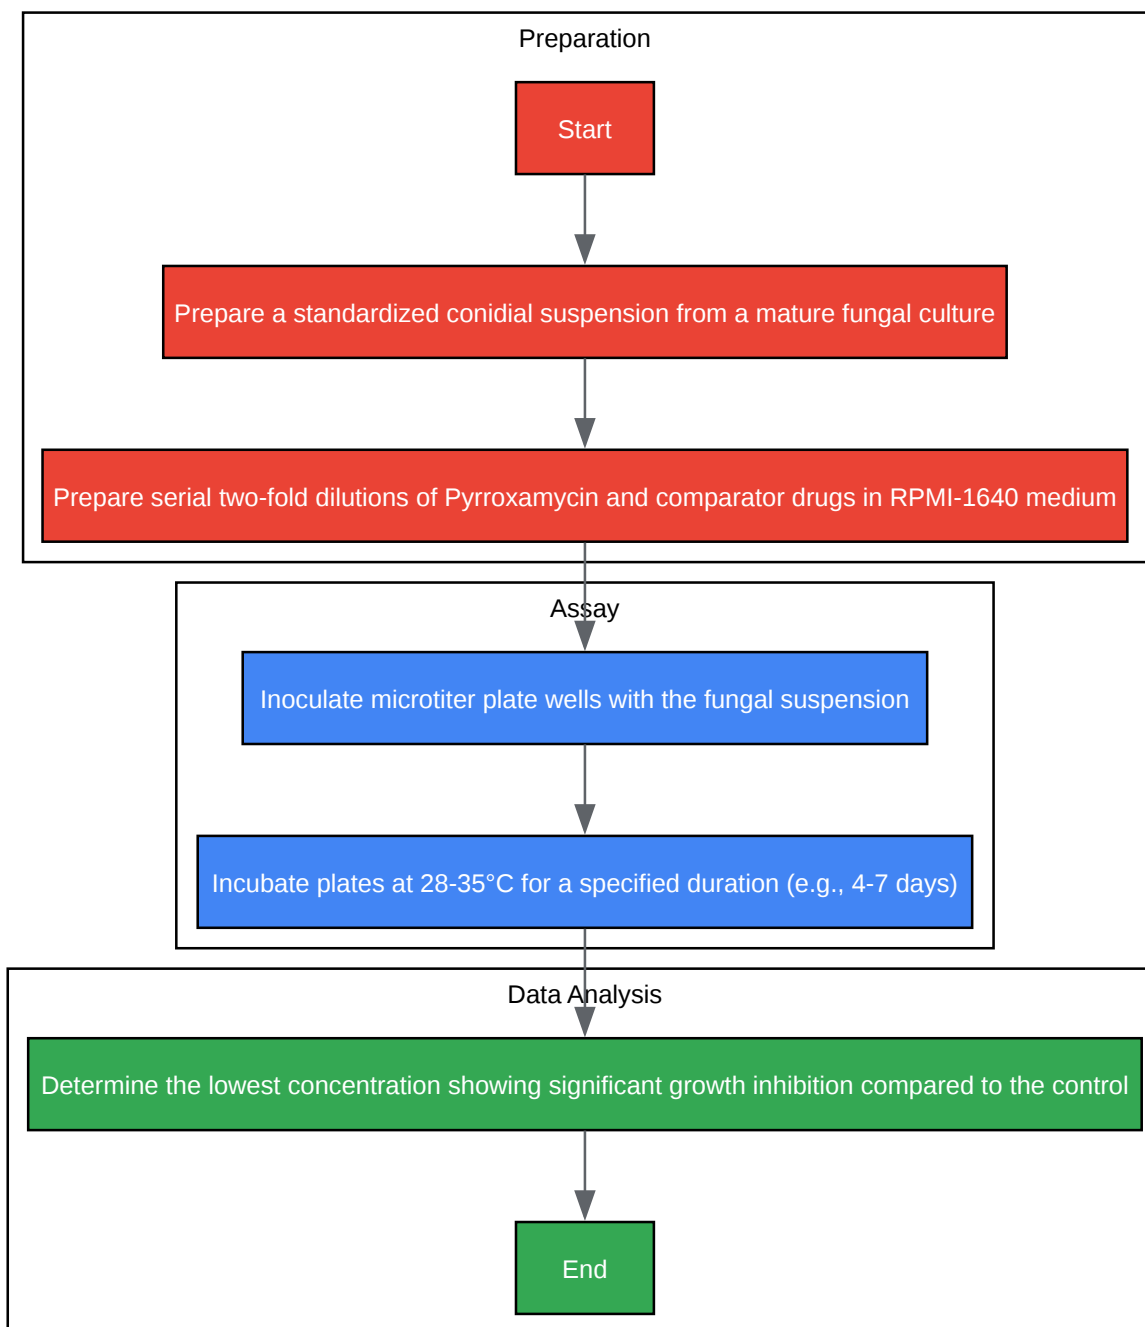 Preparation
Start
Prepare a standardized conidial suspension from a mature fungal culture
Prepare serial two-fold dilutions of Pyrroxamycin and comparator drugs in RPMI-1640 medium
Assay
Inoculate microtiter plate wells with the fungal suspension
Incubate plates at 28-35°C for a specified duration (e.g., 4-7 days)
Data Analysis
Determine the lowest concentration showing significant growth inhibition compared to the control
End